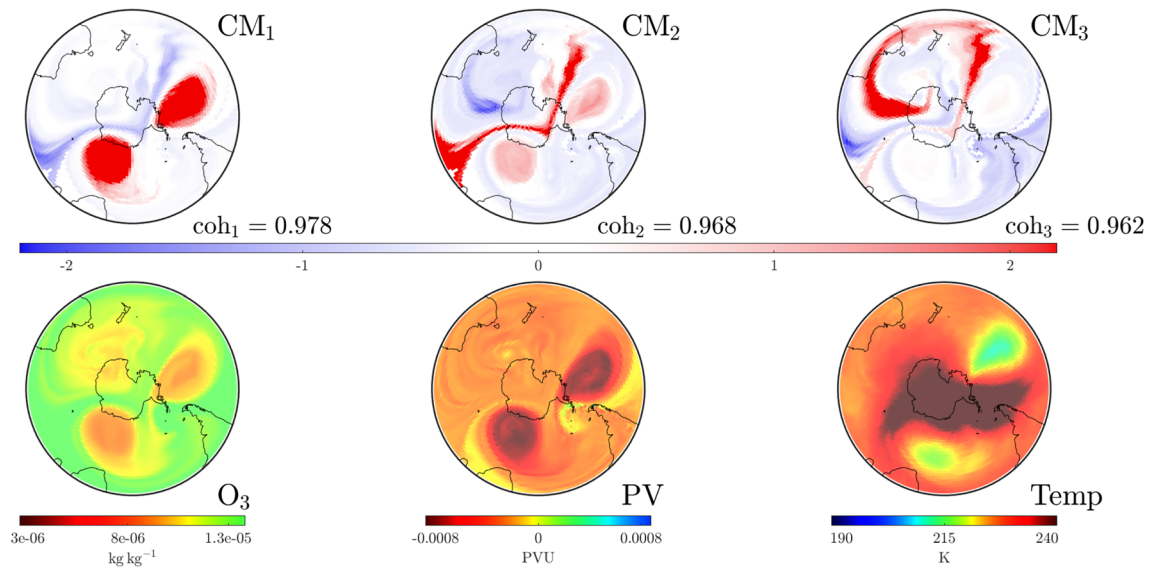 CM₁
CM₂
CM₃
coh₁ = 0.978
coh₂ = 0.968
coh₃ = 0.962
-2 -1 0 1 2
O₃
PV
Temp
3e-06 8e-06 1.3e-05
kg kg⁻¹
-0.0008 0 0.0008
PVU
190 215 240
K